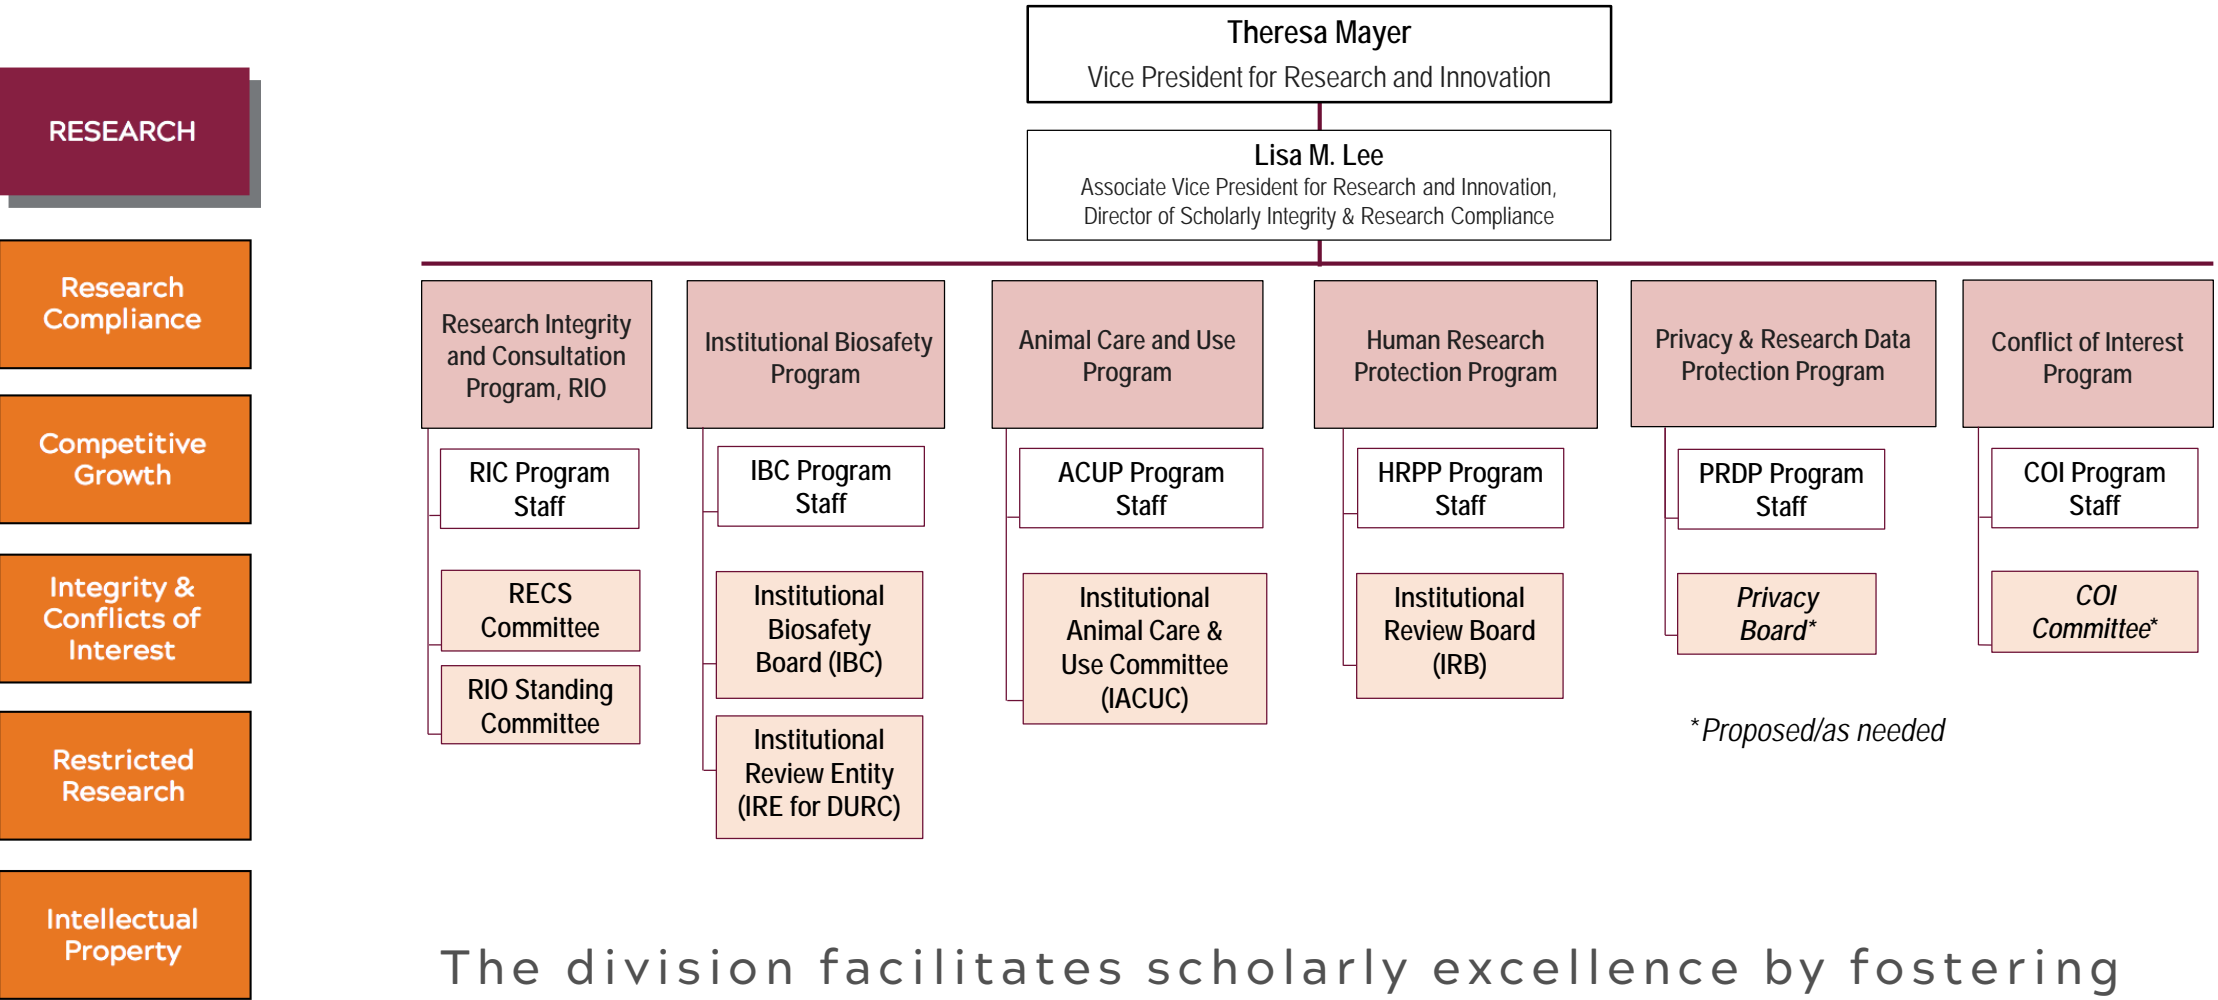 RESEARCH
Research
Compliance
Competitive
Growth
Integrity &
Conflicts of
Interest
Restricted
Research
Intellectual
Property
Theresa Mayer
Vice President for Research and Innovation
Lisa M. Lee
Associate Vice President for Research and Innovation,
Director of Scholarly Integrity & Research Compliance
Research Integrity
and Consultation
Program, RIO
RIC Program
Staff
RECS
Committee
RIO Standing
Committee
Institutional Biosafety
Program
IBC Program
Staff
Institutional
Biosafety
Board (IBC)
Institutional
Review Entity
(IRE for DURC)
Animal Care and Use
Program
ACUP Program
Staff
Institutional
Animal Care &
Use Committee
(IACUC)
Human Research
Protection Program
HRPP Program
Staff
Institutional
Review Board
(IRB)
Privacy & Research Data
Protection Program
PRDP Program
Staff
Privacy
Board*
Conflict of Interest
Program
COI Program
Staff
COI
Committee*
*Proposed/as needed
The division facilitates scholarly excellence by fostering